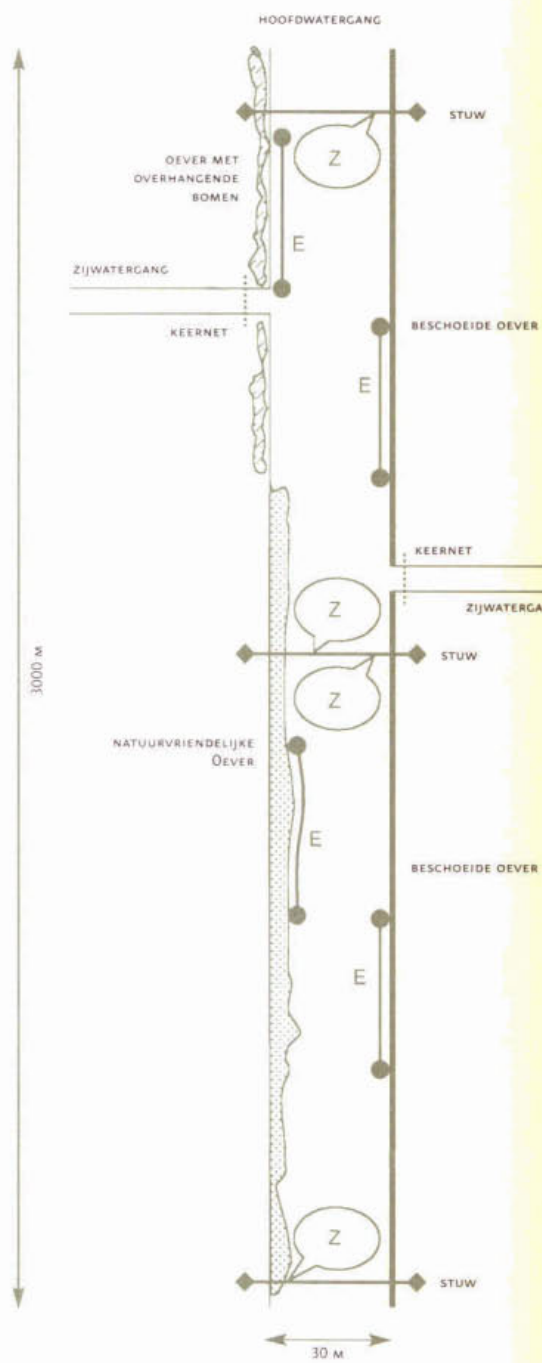 HOOFDWATERGANG
STUW
Z
OEVER MET
OVERHANGENDE
BOMEN
E
ZIJWATERGANG
KEERNET
BESCHOEIDE OEVER
E
KEERNET
Z
ZIJWATERGA
STUW
Z
3000 M
NATUURVRIENDELIJKE
OEVER
E
BESCHOEIDE OEVER
E
Z
STUW
30 M